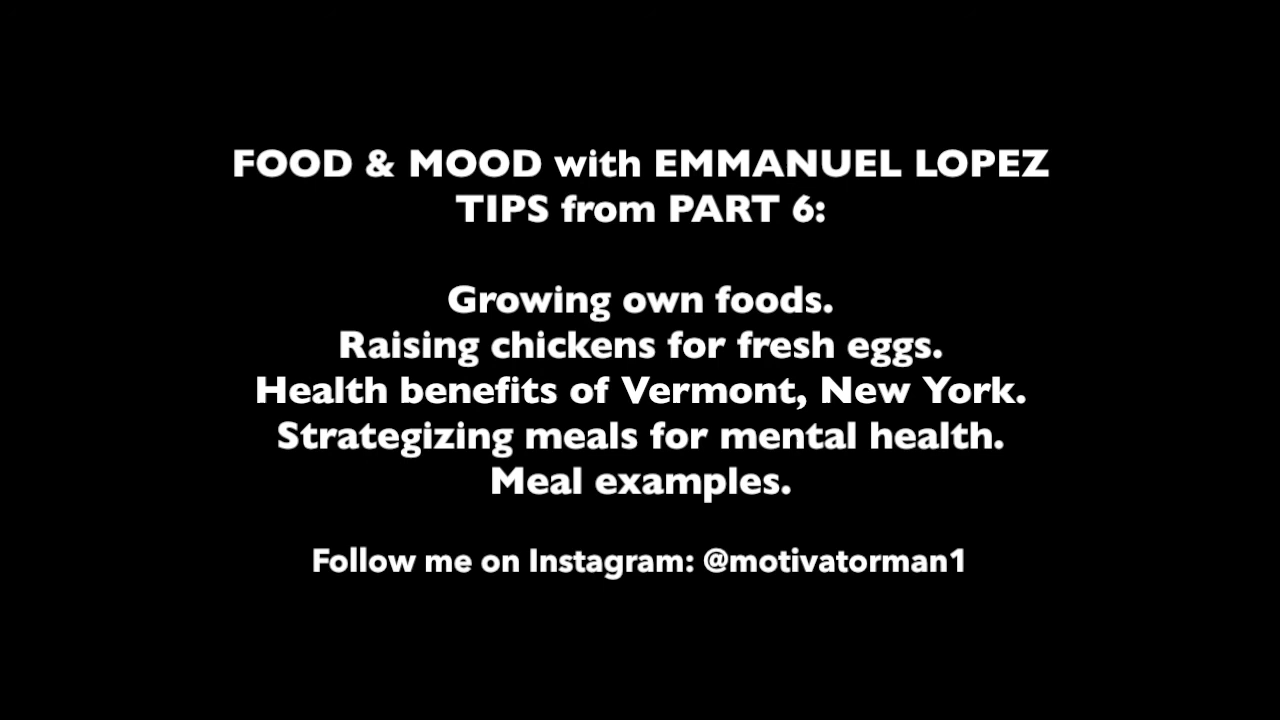 FOOD & MOOD with EMMANUEL LOPEZ
TIPS from PART 6:
Growing own foods.
Raising chickens for fresh eggs.
Health benefits of Vermont, New York.
Strategizing meals for mental health.
Meal examples.
Follow me on Instagram: @motivatorman1